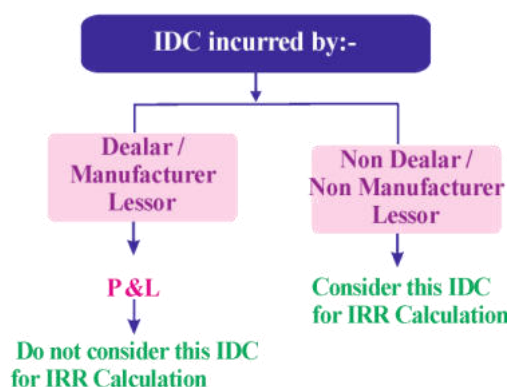 IDC incurred by:-
Dealar /
Manufacturer
Lessor
P &L
Do not consider this IDC
for IRR Calculation
Non Dealar /
Non Manufacturer
Lessor
Consider this IDC
for IRR Calculation